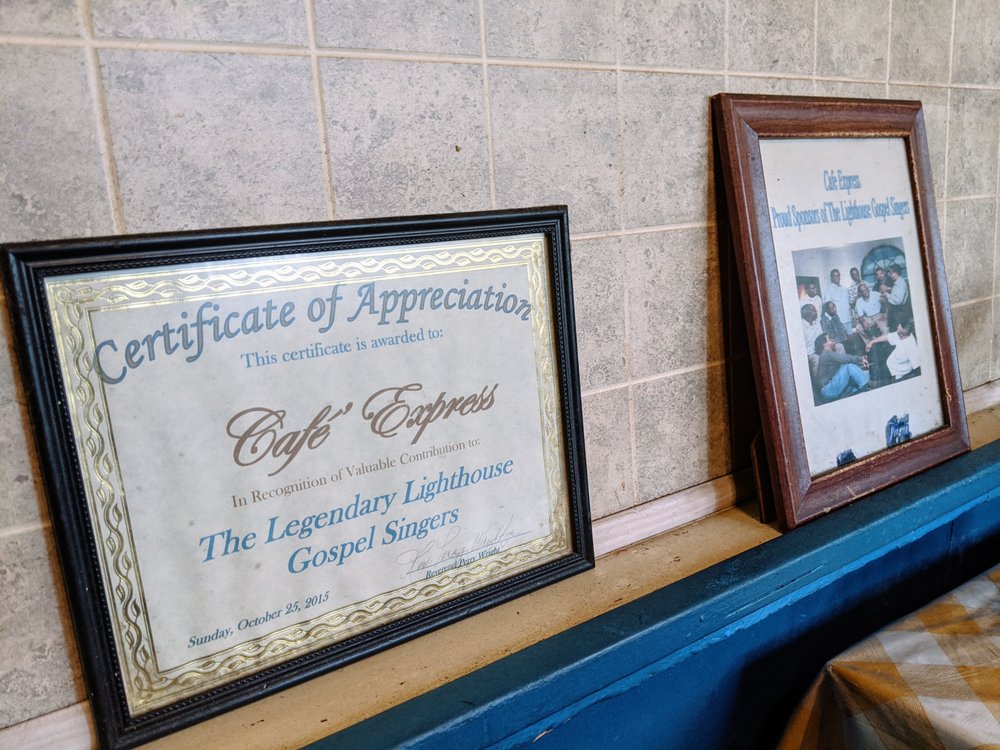 Certificate of Appreciation
This certificate is awarded to:
Café' Express
In Recognition of Valuable Contribution to:
The Legendary Lighthouse
Gospel Singers
Reverend Perry Wright
Sunday, October 25, 2015
Café Express
Proud Sponsors of The Lighthouse Gospel Singers